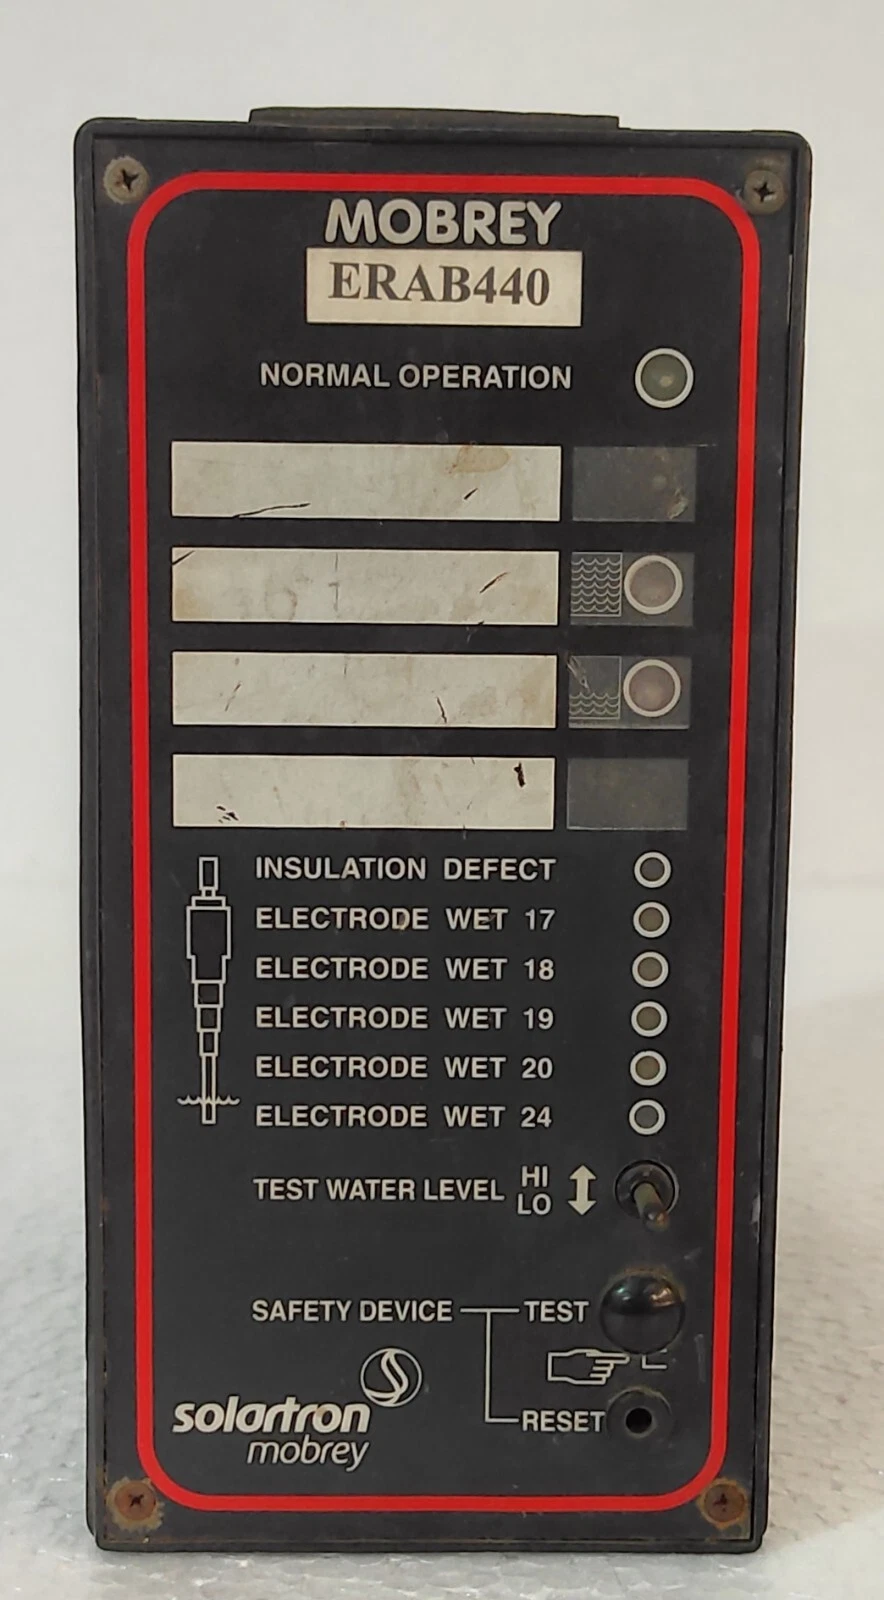 MOBREY
ERAB440
NORMAL OPERATION
INSULATION DEFECT
ELECTRODE WET 17
ELECTRODE WET 18
ELECTRODE WET 19
ELECTRODE WET 20
ELECTRODE WET 24
TEST WATER LEVEL HI
LO
SAFETY DEVICE TEST
RESET
solartron
mobrey